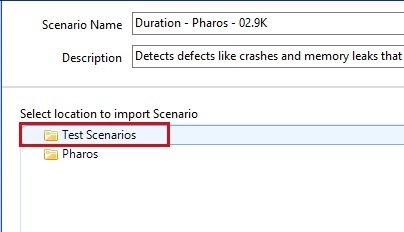 Scenario Name Duration - Pharos - 02.9K
Description Detects defects like crashes and memory leaks that
Select location to import Scenario
Test Scenarios
Pharos